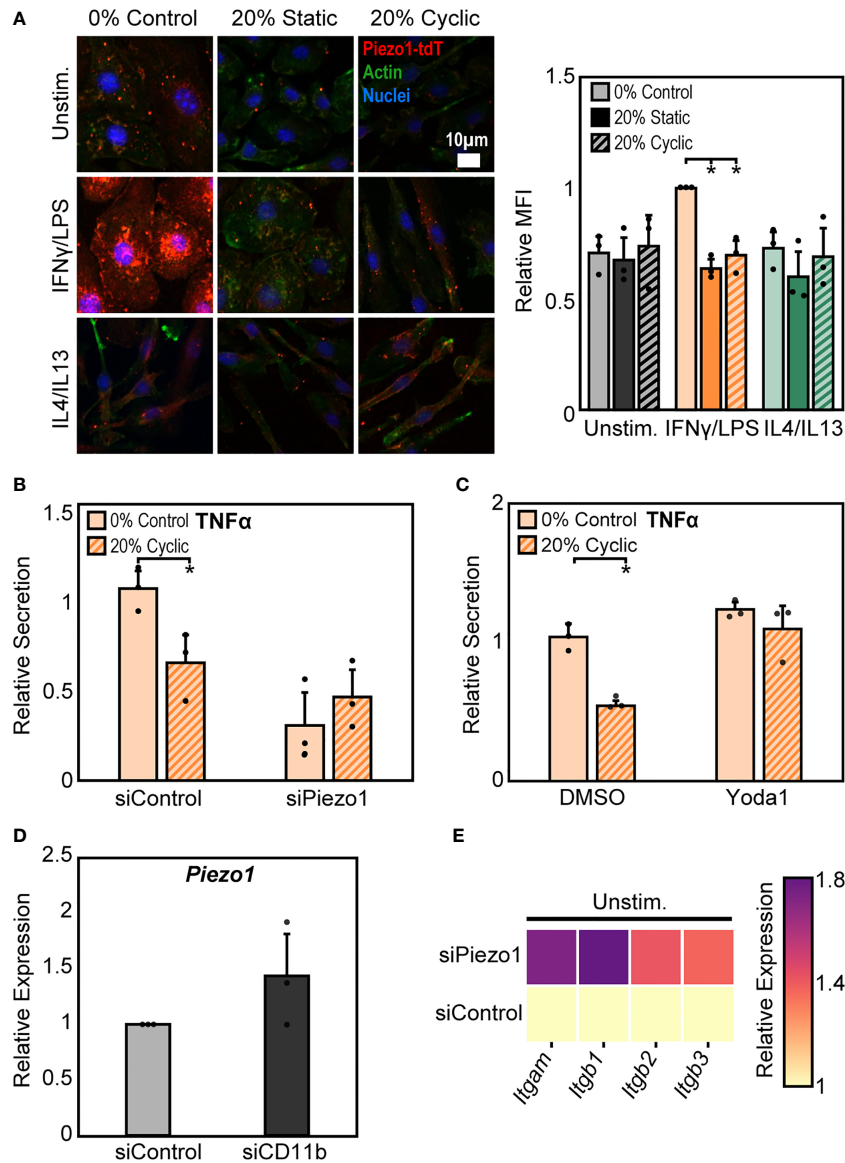 A
0% Control 20% Static 20% Cyclic
Unstim.
IFNγ/LPS
IL4/IL13
Piezo1-tdT
Actin
Nuclei
10μm
Relative MFI
1.5
1
0.5
0
0% Control
20% Static
20% Cyclic
* *
Unstim. IFNγ/LPS IL4/IL13
B
Relative Secretion
1.5
1
0.5
0
0% Control TNFα
20% Cyclic
*
siControl siPiezo1
C
Relative Secretion
2
1
0
0% Control TNFα
20% Cyclic
*
DMSO Yoda1
D
Relative Expression
2.5
2
1.5
1
0.5
0
Piezo1
siControl siCD11b
E
Unstim.
siPiezo1
siControl
Itgam Itgb1 Itgb2 Itgb3
Relative Expression
1.8
1.4
1